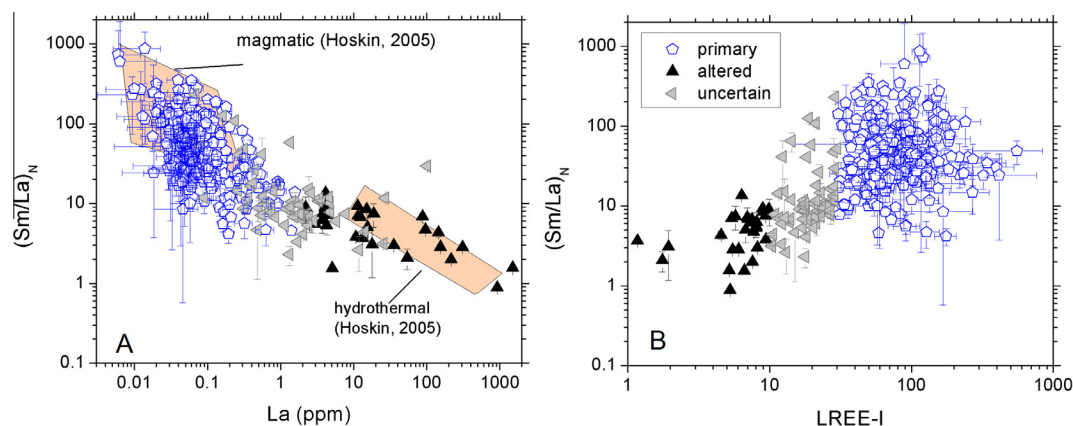 (Sm/La)N
1000
100
10
1
0.1
magmatic (Hoskin, 2005)
hydrothermal
(Hoskin, 2005)
A
0.01
0.1
1
10
100
1000
La (ppm)
(Sm/La)N
1000
100
10
1
0.1
primary
altered
uncertain
B
1
10
100
1000
LREE-I